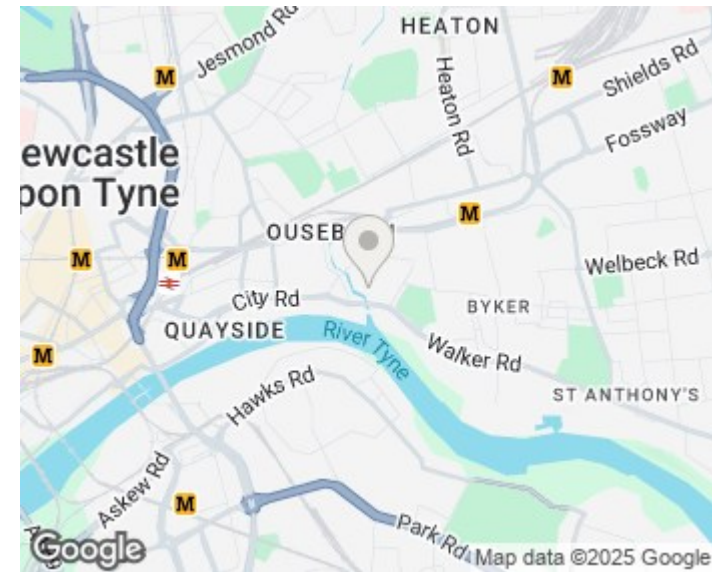 HEATON
Jesmond Rd
M
M
Shields Rd
Heaton Rd
Fossway
ewcastle
pon Tyne
M
OUSEB
M
M
Welbeck Rd
City Rd
BYKER
QUAYSIDE
River Tyne
M
Walker Rd
Hawks Rd
ST ANTHONY'S
Askew Rd
M
Park Rd
Google
Map data ©2025 Google